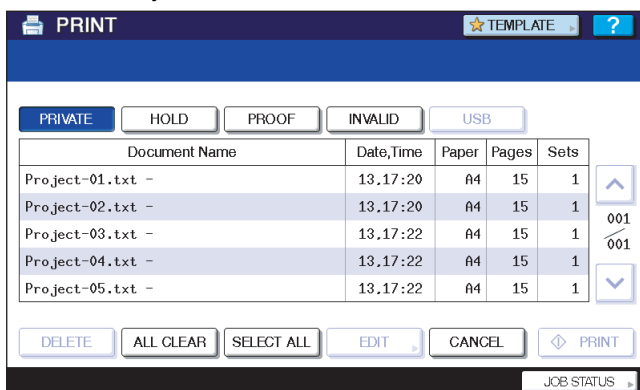 PRINT TEMPLATE ?
PRIVATE HOLD PROOF INVALID USB
Document Name Date,Time Paper Pages Sets
Project-01.txt - 13,17:20 A4 15 1
Project-02.txt - 13,17:20 A4 15 1
001
Project-03.txt - 13,17:22 A4 15 1
001
Project-04.txt - 13,17:22 A4 15 1
Project-05.txt - 13,17:22 A4 15 1
DELETE ALL CLEAR SELECT ALL EDIT CANCEL PRINT
JOB STATUS